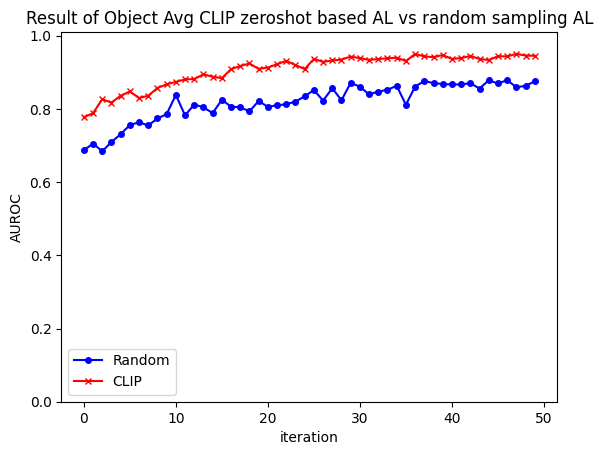 Result of Object Avg CLIP zeroshot based AL vs random sampling AL
1.0
0.8
0.6
0.4
0.2
0.0
AUROC
Random
CLIP
0 10 20 30 40 50
iteration